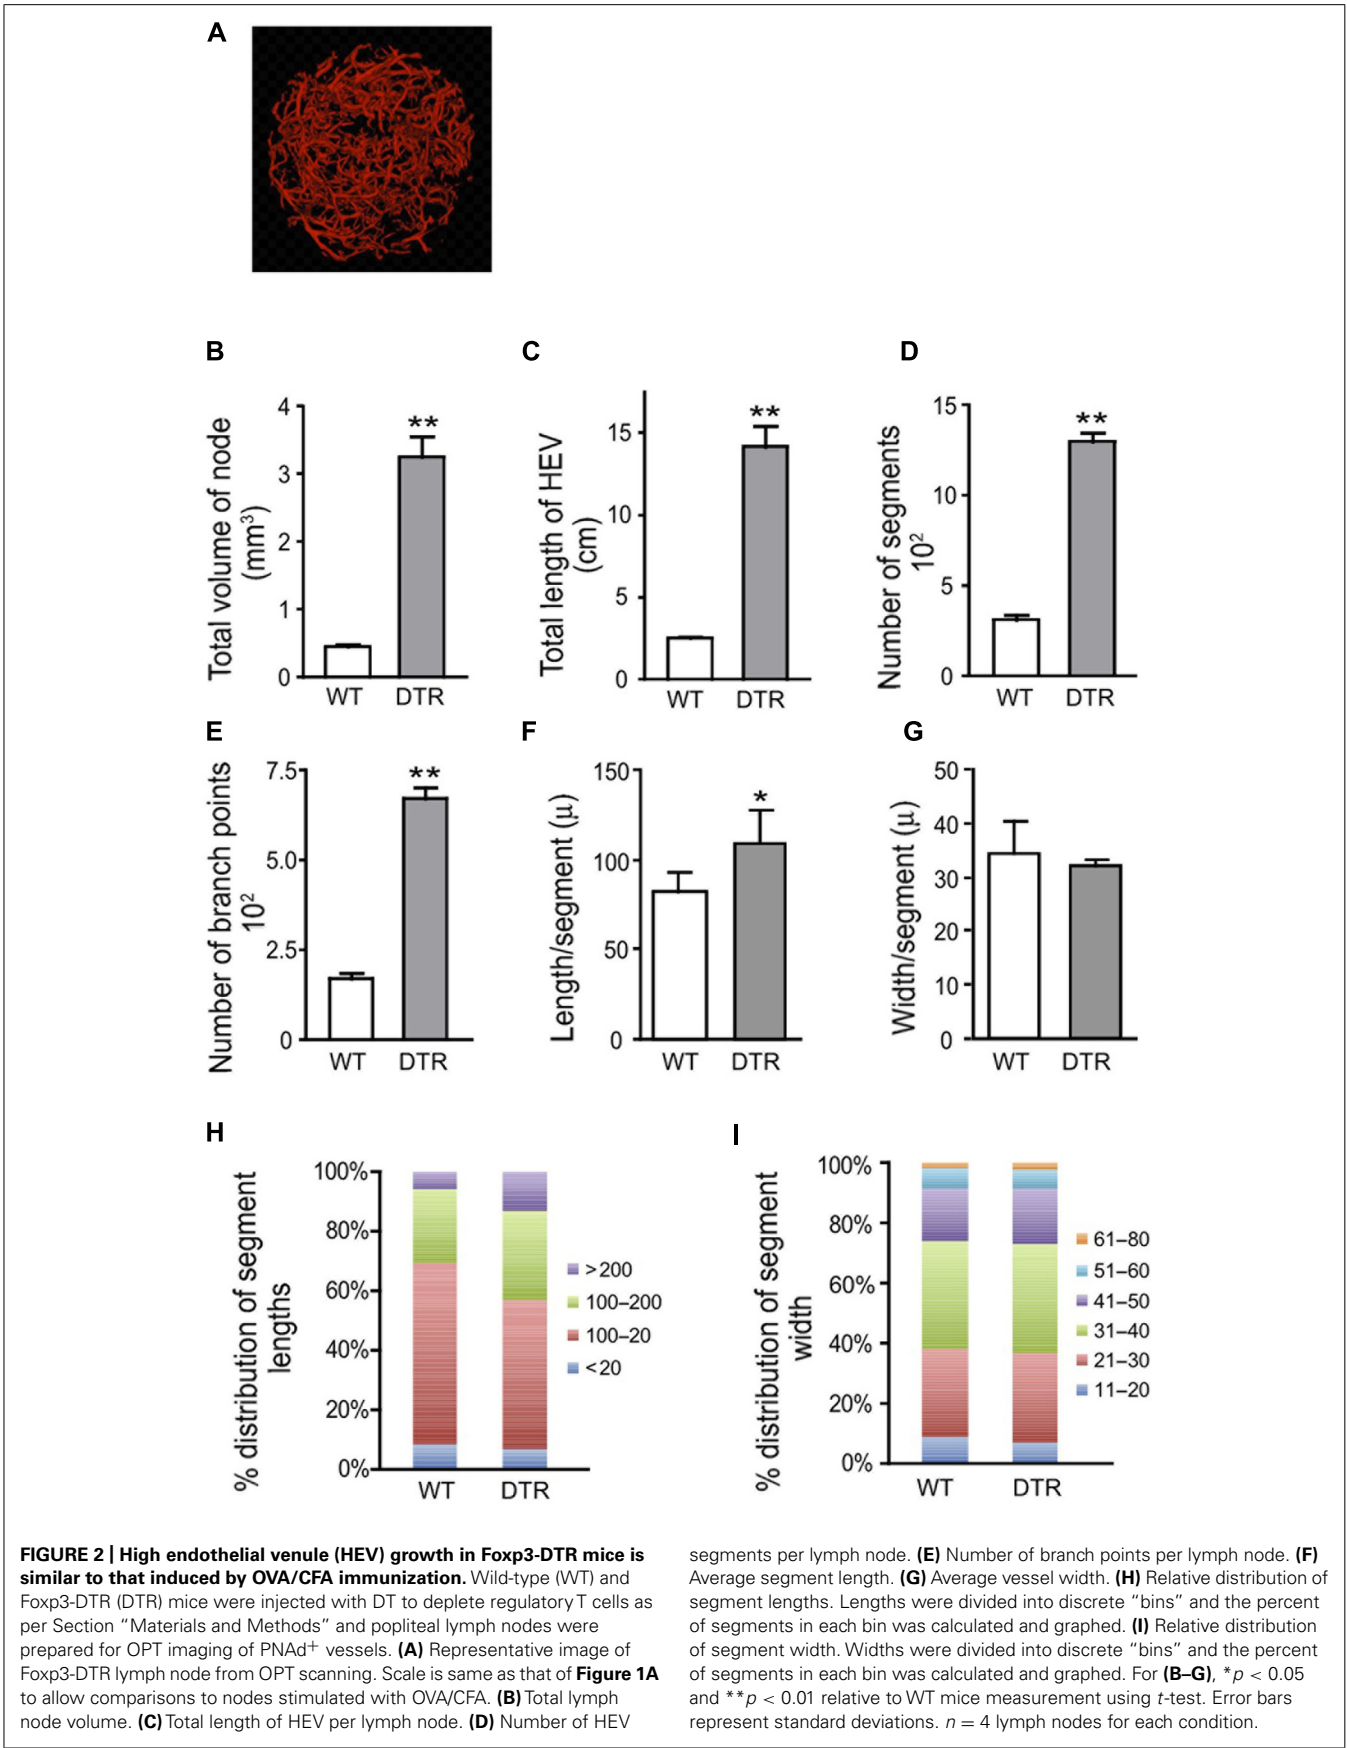 A
B
Total volume of node
(mm³)
4
3
2
1
0
**
WT DTR
C
Total length of HEV
(cm)
15
10
5
0
**
WT DTR
D
Number of segments
10²
15
10
5
0
**
WT DTR
E
Number of branch points
10²
7.5
5.0
2.5
0
**
WT DTR
F
Length/segment (μ)
150
100
50
0
*
WT DTR
G
Width/segment (μ)
50
40
30
20
10
0
WT DTR
H
% distribution of segment
lengths
100%
80%
60%
40%
20%
0%
WT DTR
>200
100–200
100–20
<20
I
% distribution of segment
width
100%
80%
60%
40%
20%
0%
WT DTR
61–80
51–60
41–50
31–40
21–30
11–20
FIGURE 2 | High endothelial venule (HEV) growth in Foxp3-DTR mice is
similar to that induced by OVA/CFA immunization. Wild-type (WT) and
Foxp3-DTR (DTR) mice were injected with DT to deplete regulatory T cells as
per Section “Materials and Methods” and popliteal lymph nodes were
prepared for OPT imaging of PNAd⁺ vessels. (A) Representative image of
Foxp3-DTR lymph node from OPT scanning. Scale is same as that of Figure 1A
to allow comparisons to nodes stimulated with OVA/CFA. (B) Total lymph
node volume. (C) Total length of HEV per lymph node. (D) Number of HEV
segments per lymph node. (E) Number of branch points per lymph node. (F)
Average segment length. (G) Average vessel width. (H) Relative distribution of
segment lengths. Lengths were divided into discrete “bins” and the percent
of segments in each bin was calculated and graphed. (I) Relative distribution
of segment width. Widths were divided into discrete “bins” and the percent
of segments in each bin was calculated and graphed. For (B–G), *p < 0.05
and **p < 0.01 relative to WT mice measurement using t-test. Error bars
represent standard deviations. n = 4 lymph nodes for each condition.